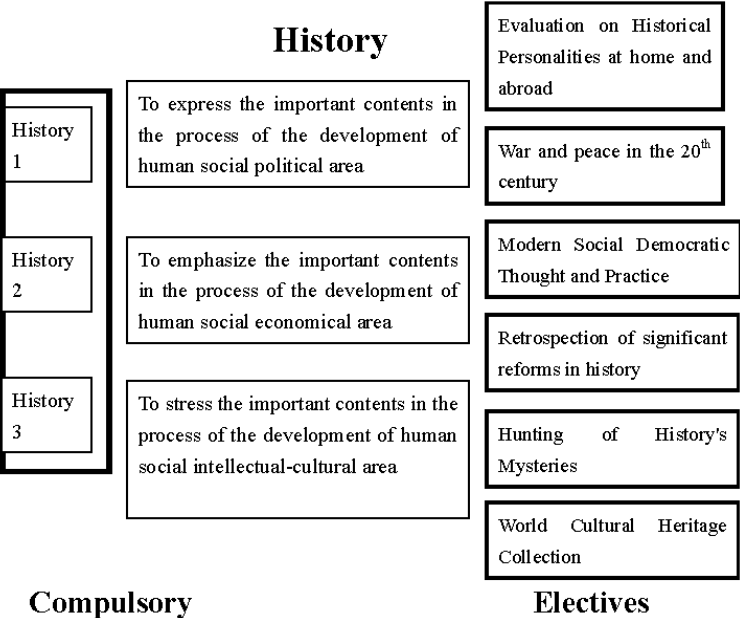 History
History
1
To express the important contents in
the process of the development of
human social political area
History
2
To emphasize the important contents
in the process of the development of
human social economical area
History
3
To stress the important contents in the
process of the development of human
social intellectual-cultural area
Evaluation on Historical
Personalities at home and
abroad
War and peace in the 20th
century
Modern Social Democratic
Thought and Practice
Retrospection of significant
reforms in history
Hunting of History's
Mysteries
World Cultural Heritage
Collection
Compulsory
Electives